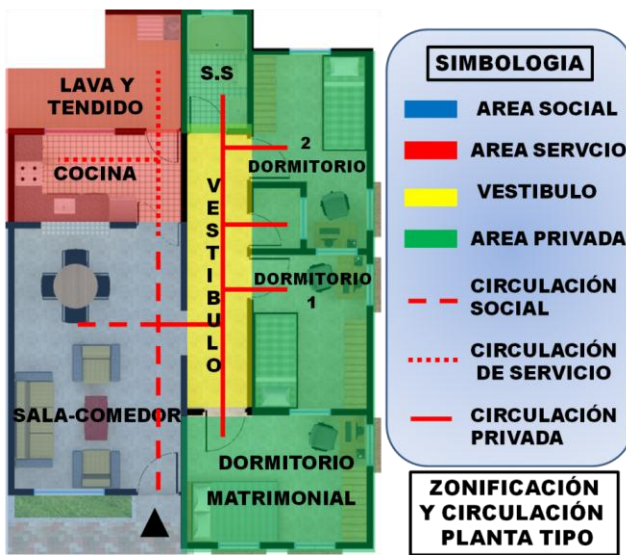 LAVA Y
TENDIDO
S.S
COCINA
2
DORMITORIO
VESTIBULO
DORMITORIO
1
SALA-COMEDOR
DORMITORIO
MATRIMONIAL
SIMBOLOGIA
AREA SOCIAL
AREA SERVCIO
VESTIBULO
AREA PRIVADA
CIRCULACIÓN
SOCIAL
CIRCULACIÓN
DE SERVICIO
CIRCULACIÓN
PRIVADA
ZONIFICACIÓN
Y CIRCULACIÓN
PLANTA TIPO